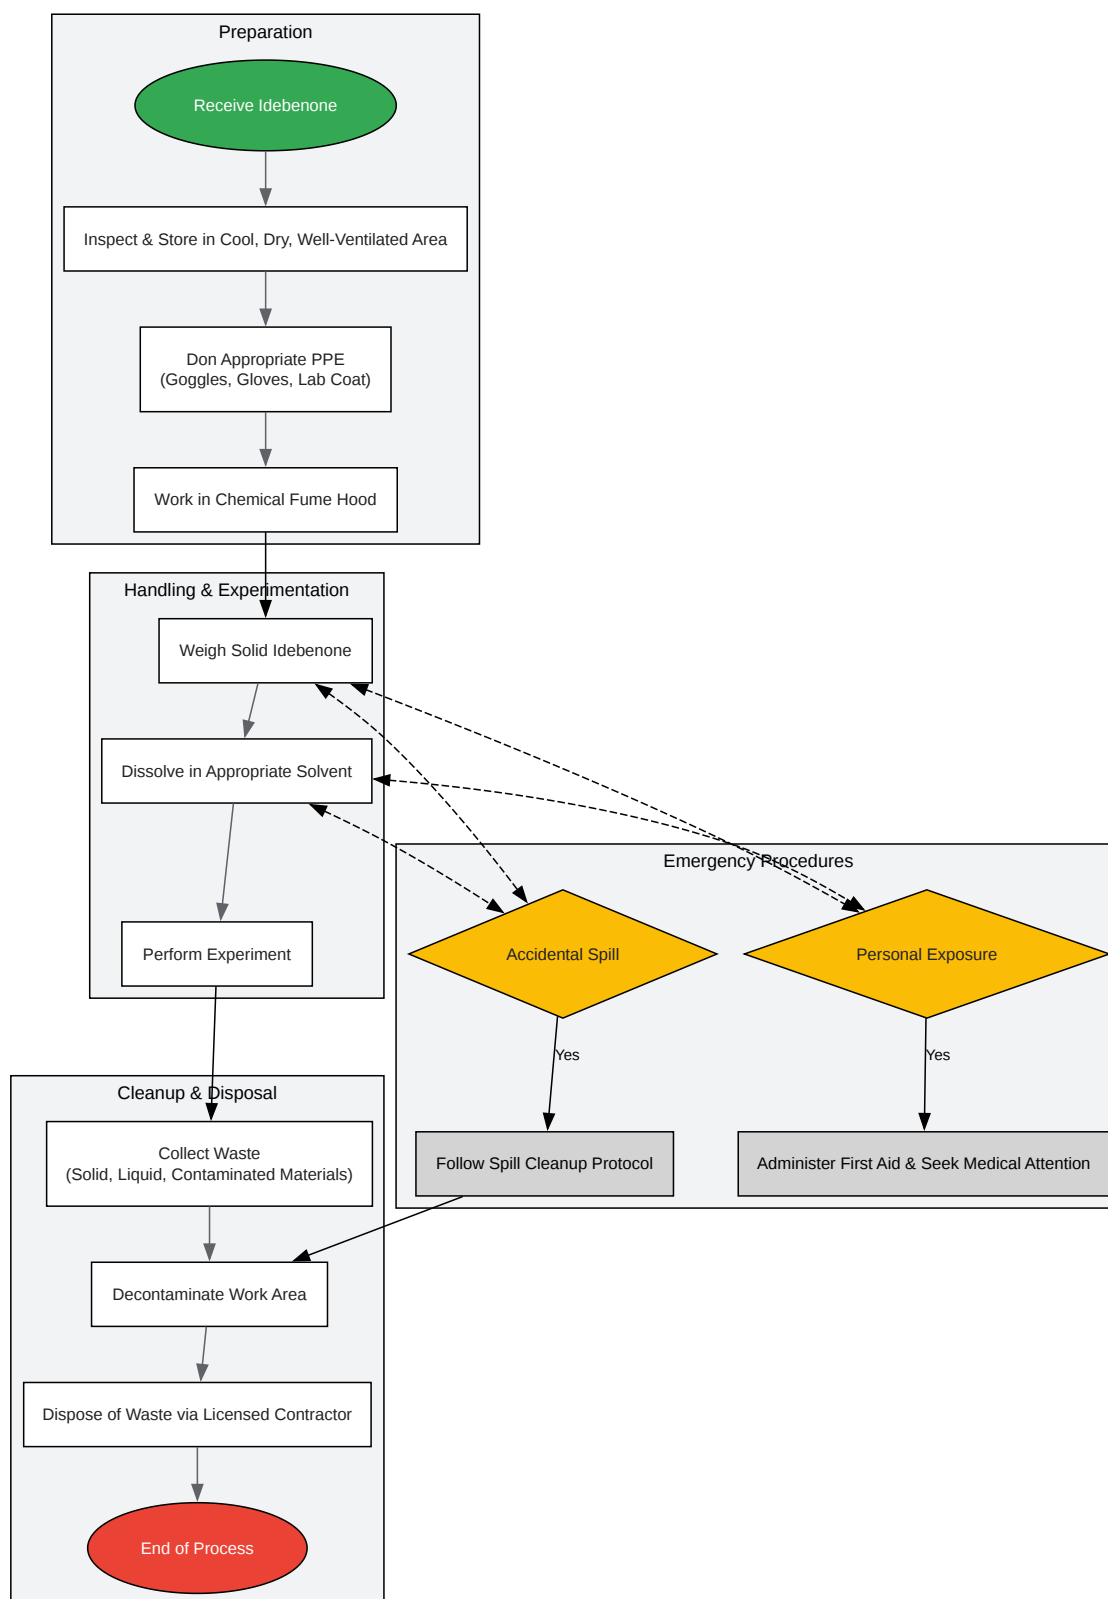 Preparation
Receive Idebenone
Inspect & Store in Cool, Dry, Well-Ventilated Area
Don Appropriate PPE
(Goggles, Gloves, Lab Coat)
Work in Chemical Fume Hood
Handling & Experimentation
Weigh Solid Idebenone
Dissolve in Appropriate Solvent
Perform Experiment
Emergency Procedures
Accidental Spill
Personal Exposure
Yes
Yes
Follow Spill Cleanup Protocol
Administer First Aid & Seek Medical Attention
Cleanup & Disposal
Collect Waste
(Solid, Liquid, Contaminated Materials)
Decontaminate Work Area
Dispose of Waste via Licensed Contractor
End of Process